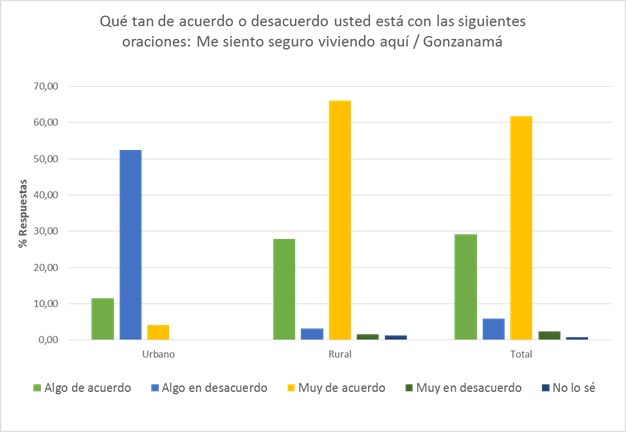 Qué tan de acuerdo o desacuerdo usted está con las siguientes
oraciones: Me siento seguro viviendo aquí / Gonzanamá
70,00
60,00
50,00
40,00
30,00
20,00
10,00
0,00
% Respuestas
Urbano Rural Total
Algo de acuerdo Algo en desacuerdo Muy de acuerdo Muy en desacuerdo No lo sé